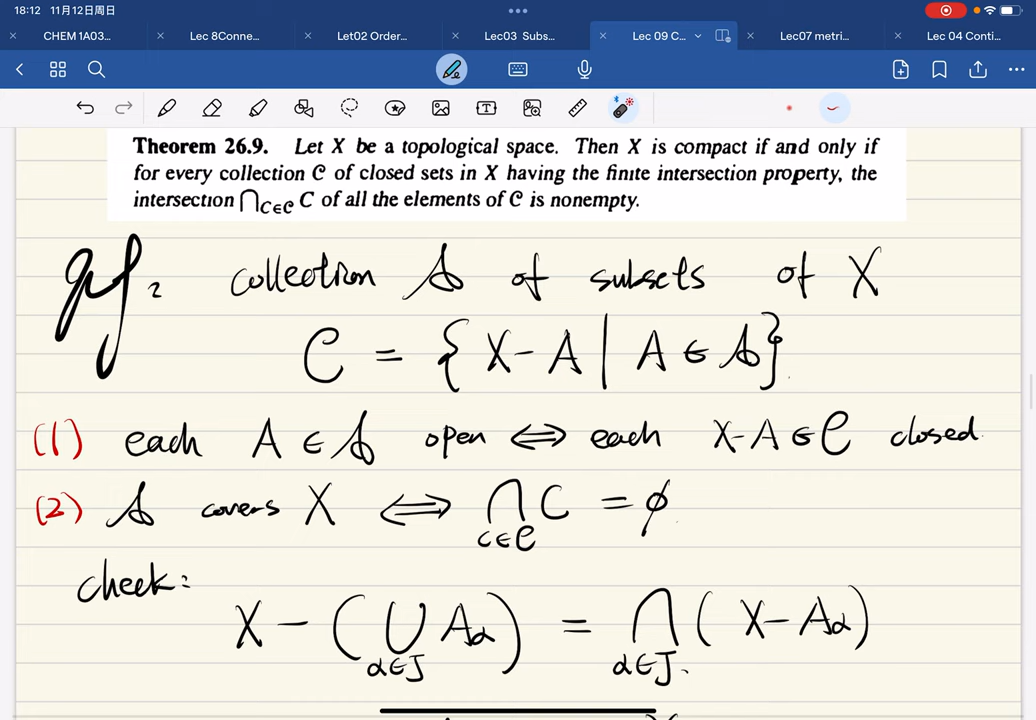 18:12 11月12日周日
CHEM 1A03... Lec 8Conne... Let02 Order... Lec03 Subs... Lec 09 C... Lec07 metri... Lec 04 Conti...
Theorem 26.9. Let X be a topological space. Then X is compact if and only if
for every collection 𝒞 of closed sets in X having the finite intersection property, the
intersection ⋂_{C∈𝒞} C of all the elements of 𝒞 is nonempty.
pf: collection 𝒜 of subsets of X
𝒞 = { X - A | A ∈ 𝒜 }.
(1) each A ∈ 𝒜 open ⟺ each X-A ∈ 𝒞 closed.
(2) 𝒜 covers X ⟺ ⋂_{C∈𝒞} C = ϕ
check:
X - ( ⋃_{α∈J} Aα ) = ⋂_{α∈J} ( X - Aα )